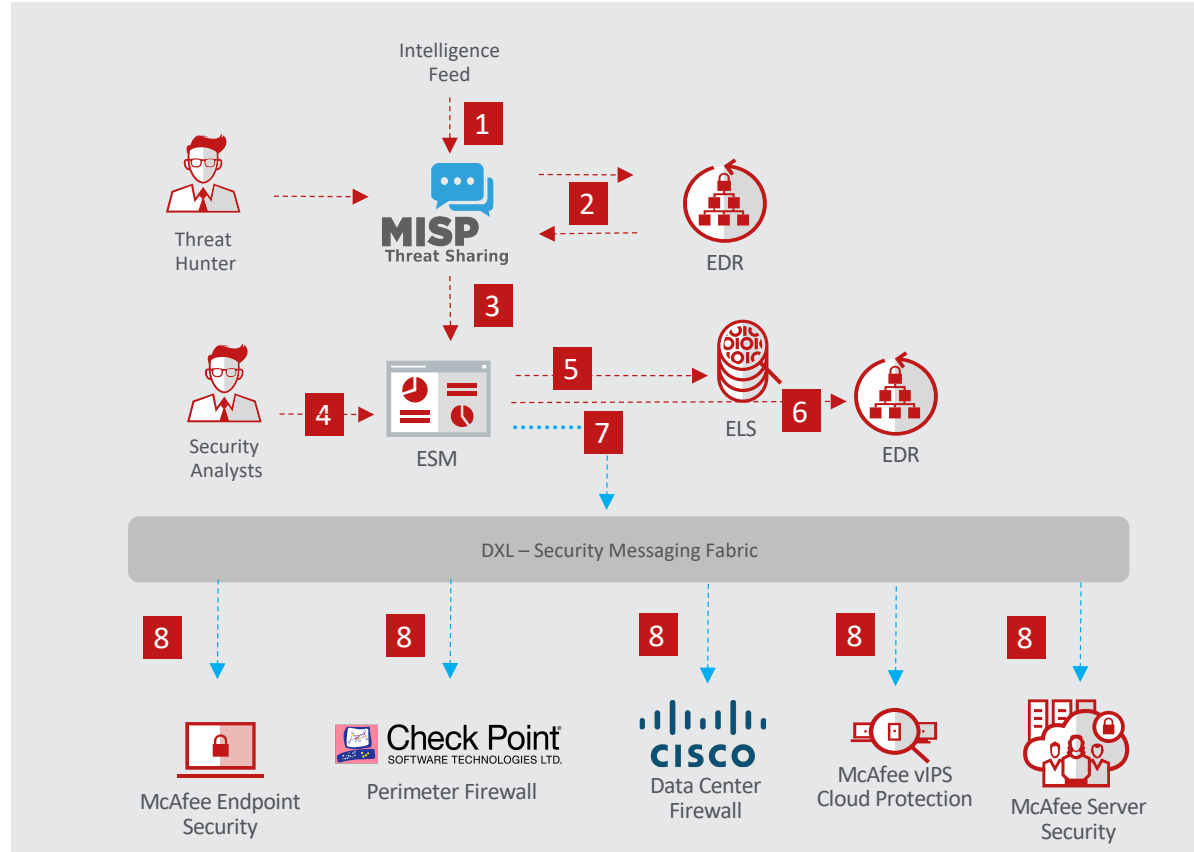 Intelligence
Feed
1
Threat
Hunter
MISP
Threat Sharing
2
EDR
3
Security
Analysts
4
ESM
5
ELS
6
EDR
7
DXL – Security Messaging Fabric
8
8
8
8
8
McAfee Endpoint
Security
Check Point
SOFTWARE TECHNOLOGIES LTD.
Perimeter Firewall
CISCO
Data Center
Firewall
McAfee vIPS
Cloud Protection
McAfee Server
Security